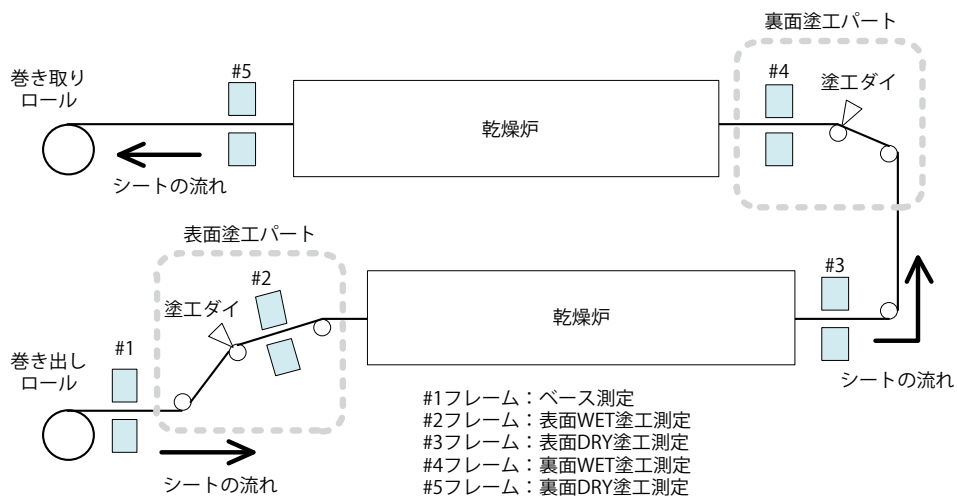 裏面塗工パート
巻き取り
ロール
#5
#4
塗工ダイ
乾燥炉
シートの流れ
表面塗工パート
#2
#3
塗工ダイ
乾燥炉
#1
巻き出し
ロール
シートの流れ
#1フレーム：ベース測定
#2フレーム：表面WET塗工測定
#3フレーム：表面DRY塗工測定
#4フレーム：裏面WET塗工測定
#5フレーム：裏面DRY塗工測定
シートの流れ